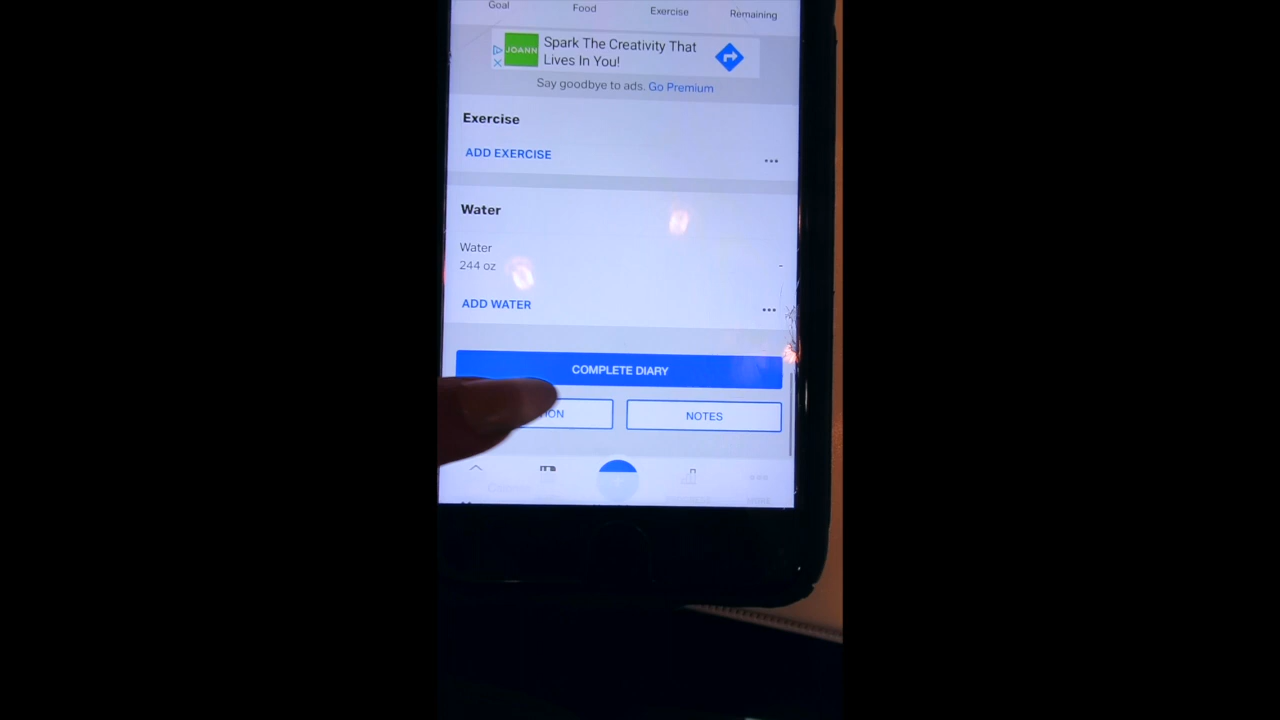 Goal Food Exercise Remaining
JOANN
Spark The Creativity That
Lives In You!
Say goodbye to ads. Go Premium
Exercise
ADD EXERCISE
Water
Water
244 oz
-
ADD WATER
COMPLETE DIARY
ION NOTES